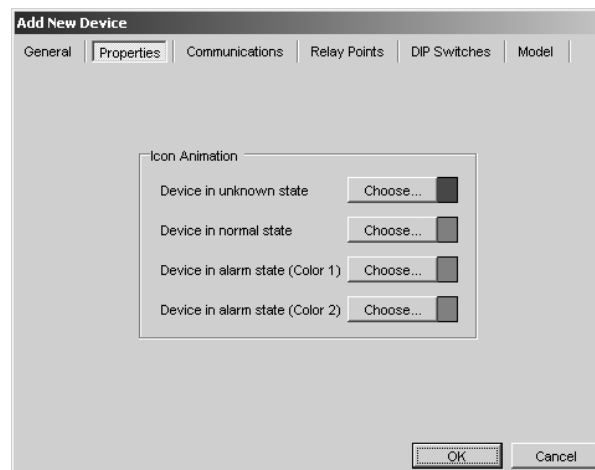 Add New Device
General Properties Communications Relay Points DIP Switches Model
Icon Animation
Device in unknown state Choose...
Device in normal state Choose...
Device in alarm state (Color 1) Choose...
Device in alarm state (Color 2) Choose...
OK Cancel